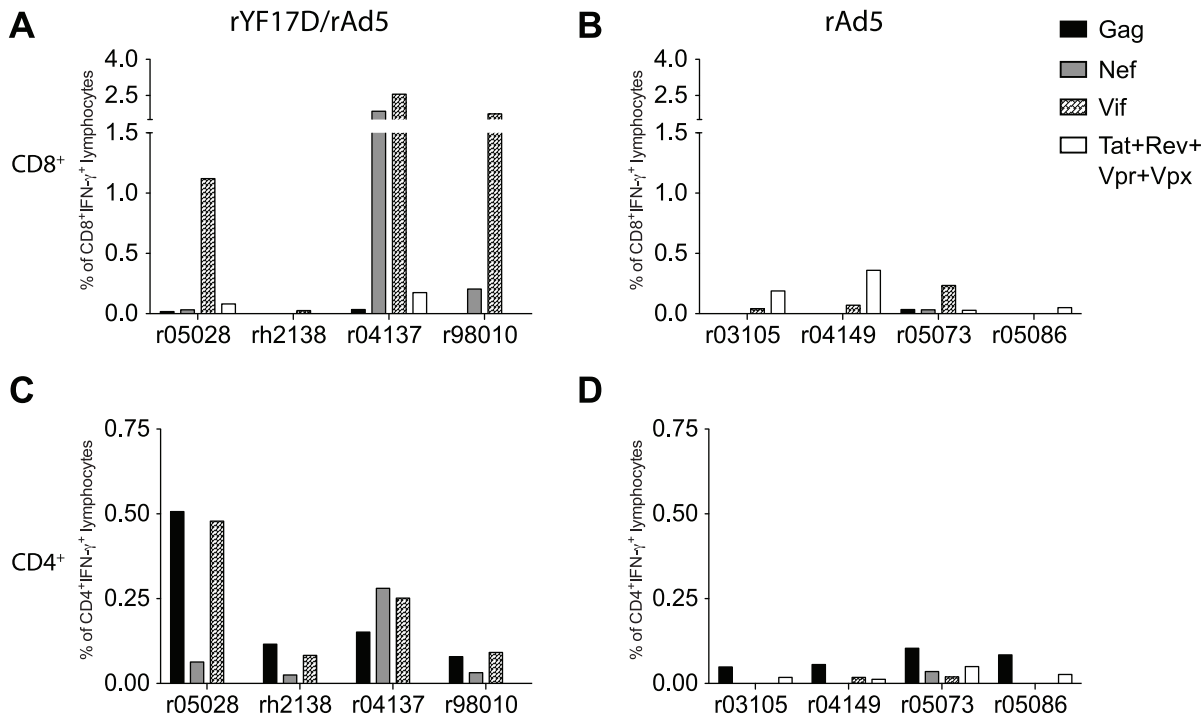 A
rYF17D/rAd5
B
rAd5
Gag
Nef
Vif
Tat+Rev+
Vpr+Vpx
CD8⁺
% of CD8⁺IFN-γ⁺ lymphocytes
4.0
2.5
1.5
1.0
0.5
0.0
r05028 rh2138 r04137 r98010
% of CD8⁺IFN-γ⁺ lymphocytes
4.0
2.5
1.5
1.0
0.5
0.0
r03105 r04149 r05073 r05086
C
D
CD4⁺
% of CD4⁺IFN-γ⁺ lymphocytes
0.75
0.50
0.25
0.00
r05028 rh2138 r04137 r98010
% of CD4⁺IFN-γ⁺ lymphocytes
0.75
0.50
0.25
0.00
r03105 r04149 r05073 r05086